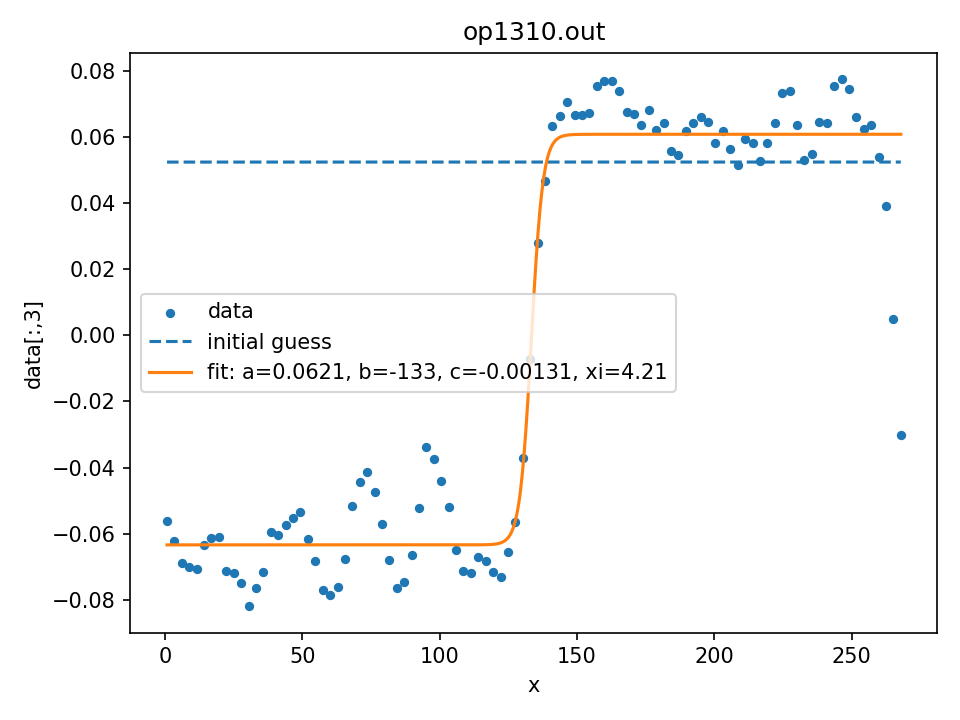 op1310.out
0.08
0.06
0.04
0.02
0.00
−0.02
−0.04
−0.06
−0.08
data[:,3]
data
initial guess
fit: a=0.0621, b=-133, c=-0.00131, xi=4.21
0 50 100 150 200 250
x